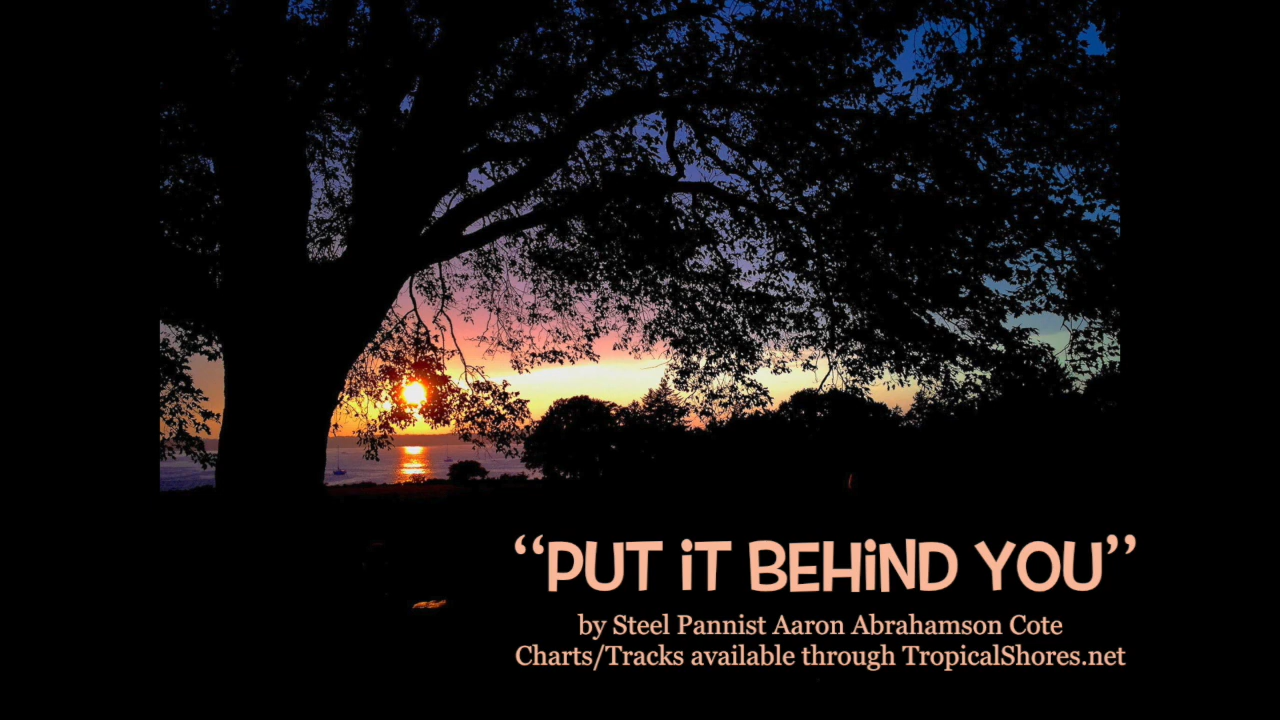 “PUT iT BEHiND YOU”
by Steel Pannist Aaron Abrahamson Cote
Charts/Tracks available through TropicalShores.net